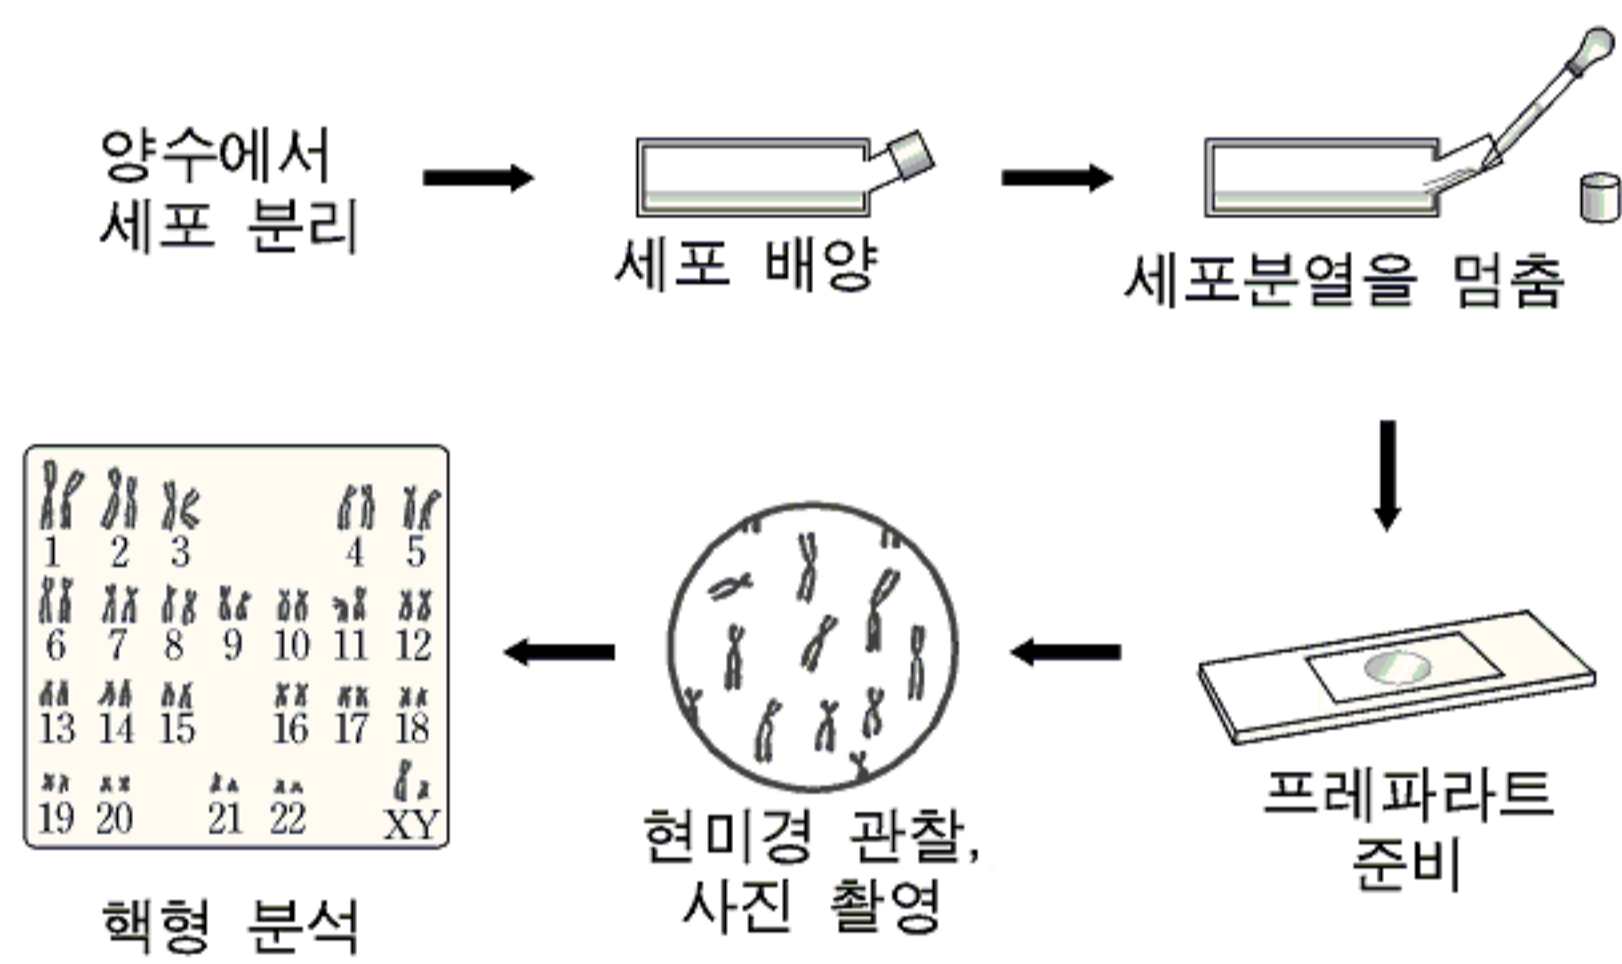 양수에서
세포 분리
세포 배양
세포분열을 멈춤
프레파라트
준비
현미경 관찰,
사진 촬영
1 2 3 4 5
6 7 8 9 10 11 12
13 14 15 16 17 18
19 20 21 22 XY
핵형 분석